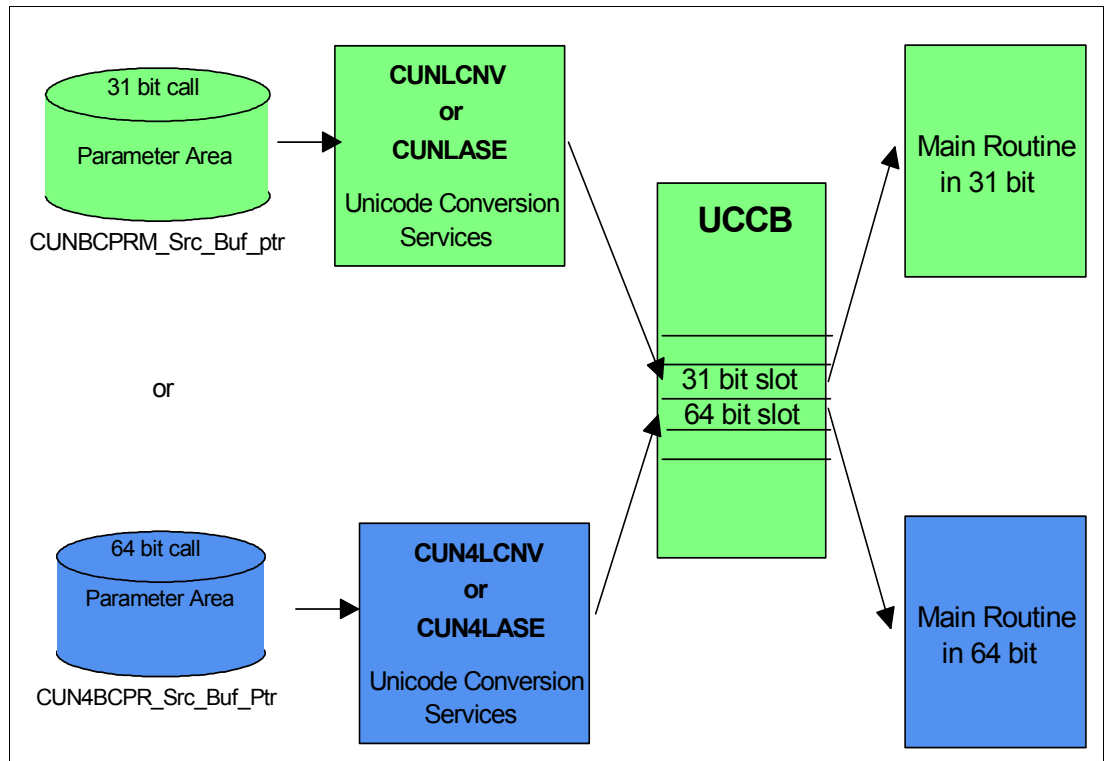 31 bit call
Parameter Area
CUNBCPRM_Src_Buf_ptr
CUNLCNV
or
CUNLASE
Unicode Conversion
Services
UCCB
31 bit slot
64 bit slot
Main Routine
in 31 bit
or
64 bit call
Parameter Area
CUN4BCPR_Src_Buf_Ptr
CUN4LCNV
or
CUN4LASE
Unicode Conversion
Services
Main Routine
in 64 bit